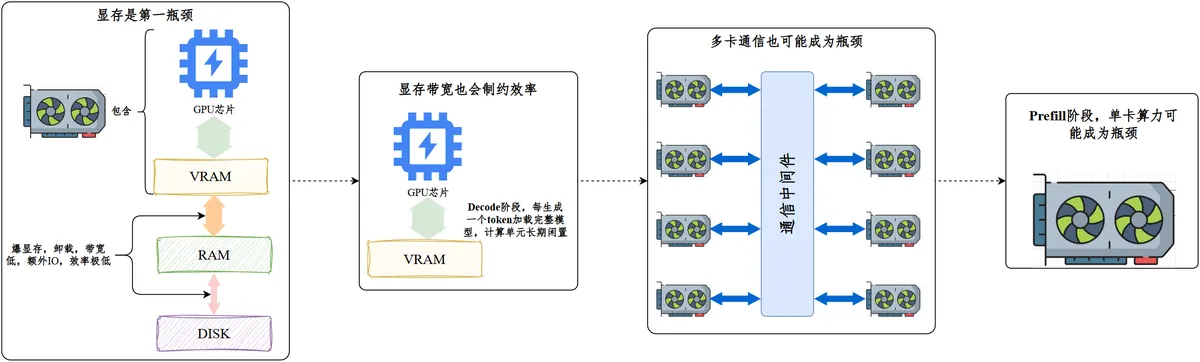 显存是第一瓶颈
GPU芯片
包含
VRAM
爆显存，卸载，带宽
低，额外IO，效率极低
RAM
DISK
显存带宽也会制约效率
GPU芯片
Decode阶段，每生成
一个token加载完整模
型，计算单元长期闲置
VRAM
多卡通信也可能成为瓶颈
通信中间件
Prefill阶段，单卡算力可
能成为瓶颈